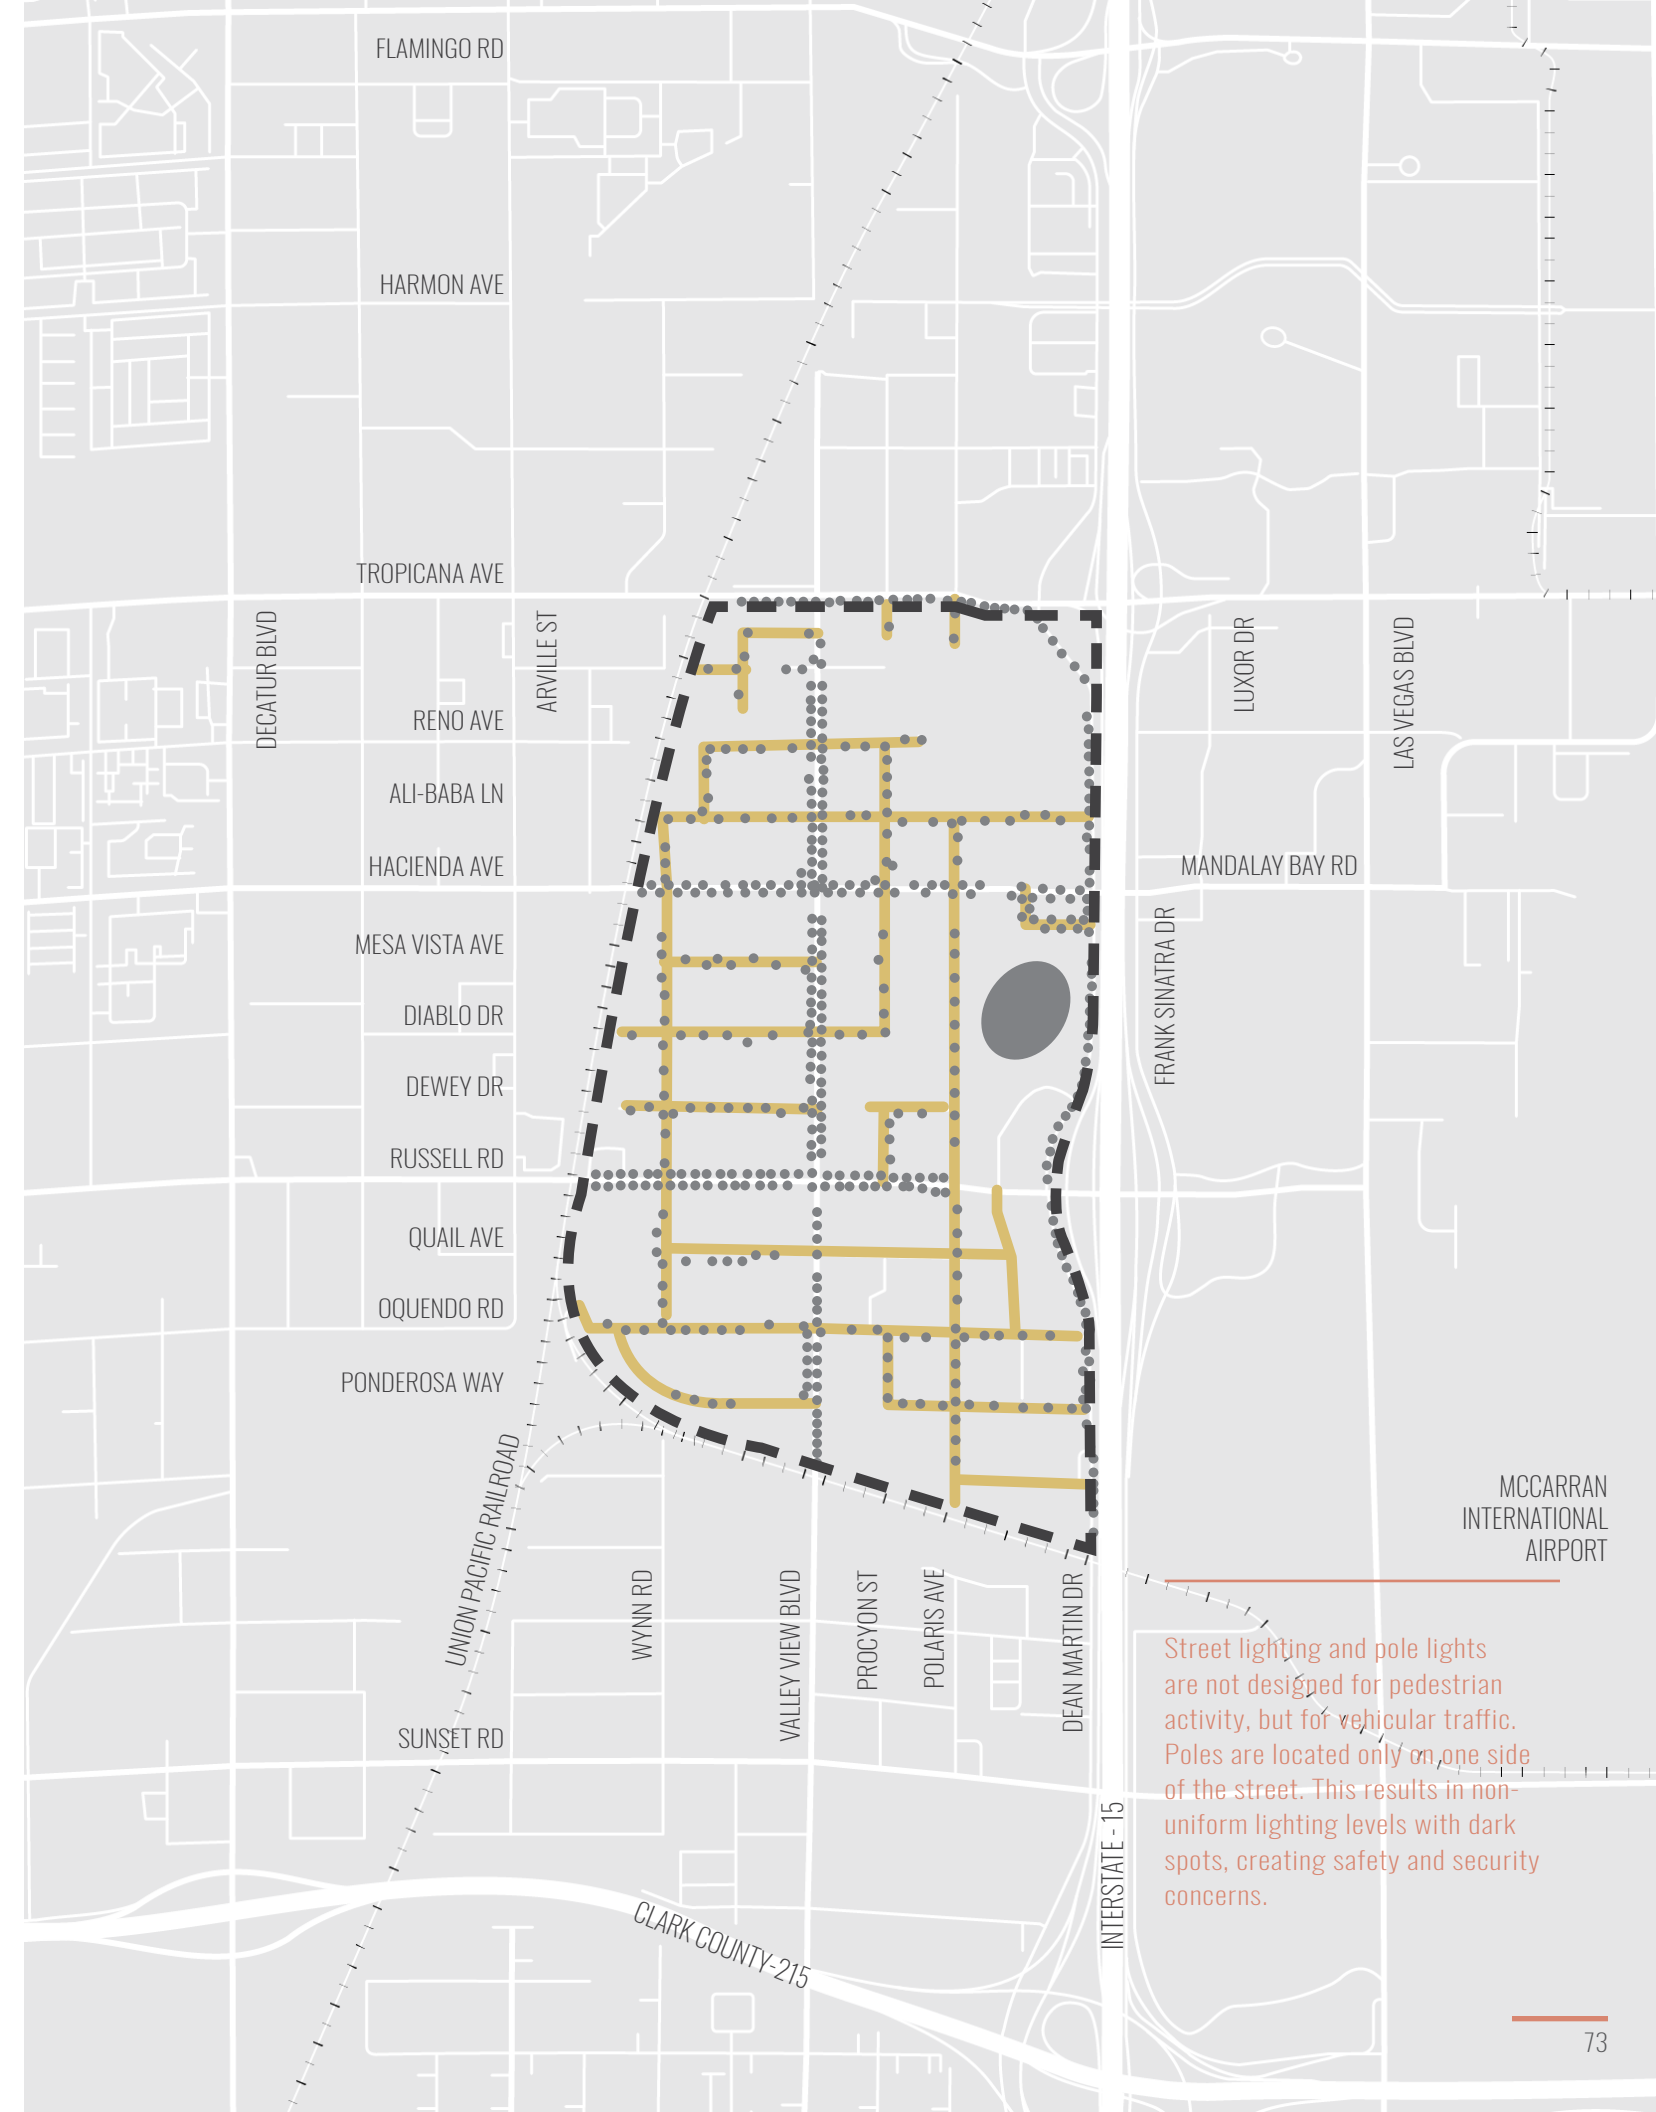 FLAMINGO RD
HARMON AVE
TROPICANA AVE
DECATUR BLVD
ARVILLE ST
LUXOR DR
LAS VEGAS BLVD
RENO AVE
ALI-BABA LN
HACIENDA AVE
MANDALAY BAY RD
MESA VISTA AVE
FRANK SINATRA DR
DIABLO DR
DEWEY DR
RUSSELL RD
QUAIL AVE
OQUENDO RD
PONDEROSA WAY
UNION PACIFIC RAILROAD
MCCARRAN
INTERNATIONAL
AIRPORT
WYNN RD
VALLEY VIEW BLVD
PROCYON ST
POLARIS AVE
DEAN MARTIN DR
SUNSET RD
Street lighting and pole lights
are not designed for pedestrian
activity, but for vehicular traffic.
Poles are located only on one side
of the street. This results in non-
uniform lighting levels with dark
spots, creating safety and security
concerns.
INTERSTATE - 15
CLARK COUNTY-215
73